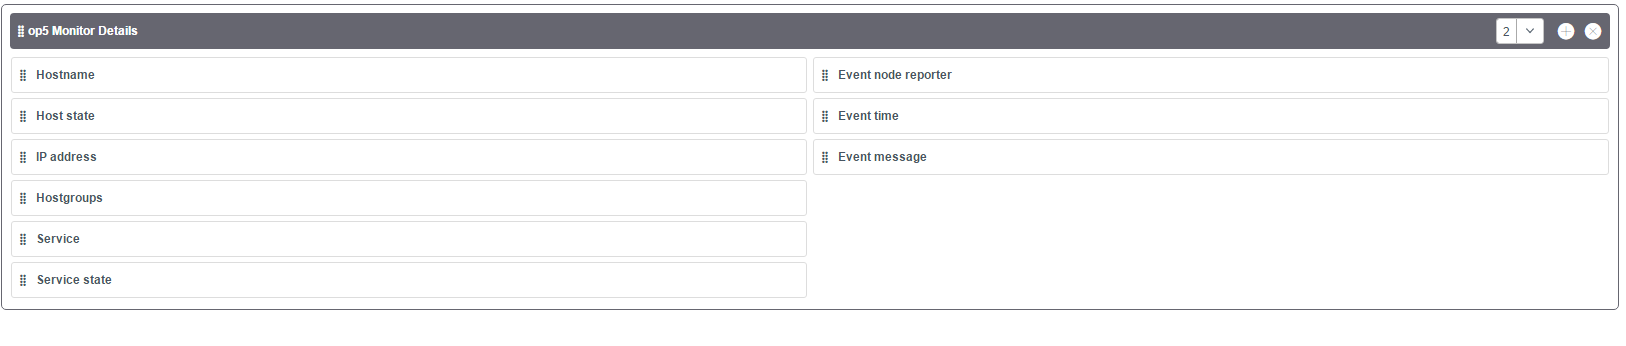 op5 Monitor Details
2
Hostname
Host state
IP address
Hostgroups
Service
Service state
Event node reporter
Event time
Event message